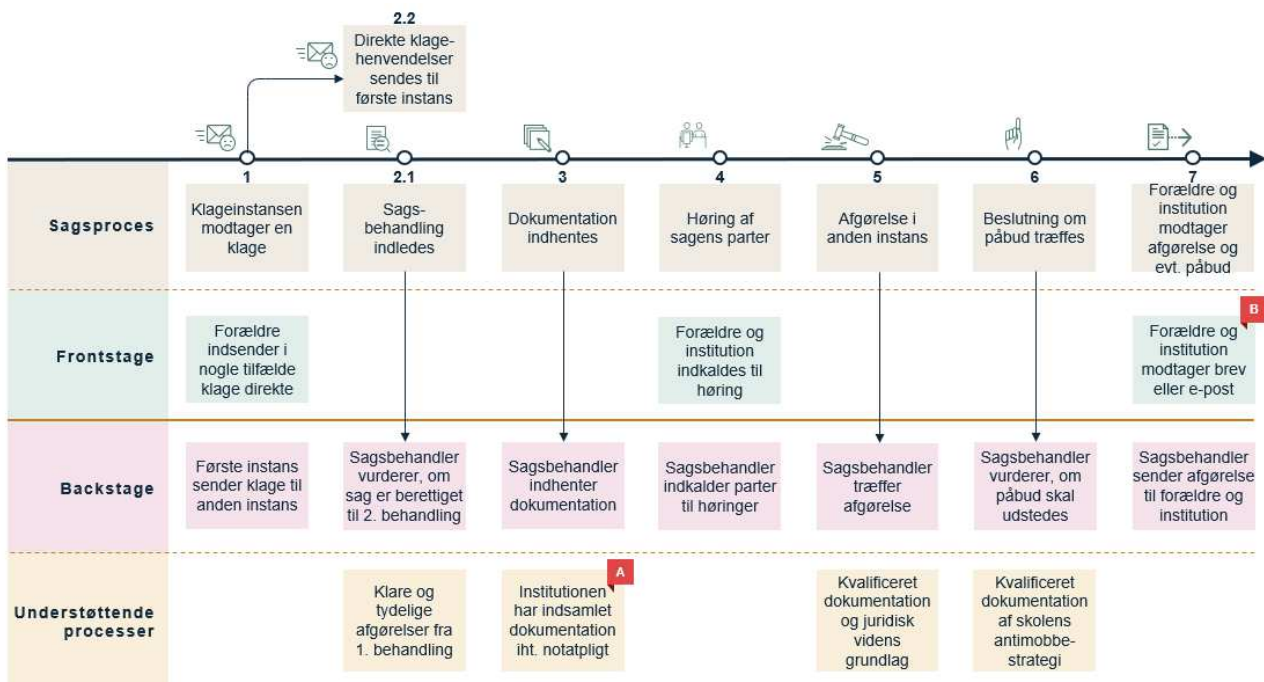 2.2
Direkte klage-
henvendelser
sendes til
første instans
1
2.1
3
4
5
6
7
Sagsproces
Klageinstansen
modtager en
klage
Sags-
behandling
indledes
Dokumentation
indhentes
Høring af
sagens parter
Afgørelse i
anden instans
Beslutning om
påbud træffes
Forældre og
institution
modtager
afgørelse og
evt. påbud
Frontstage
Forældre
indsender i
nogle tilfælde
klage direkte
Forældre og
institution
indkaldes til
høring
B
Forældre og
institution
modtager brev
eller e-post
Backstage
Første instans
sender klage til
anden instans
Sagsbehandler
vurderer, om
sag er berettiget
til 2. behandling
Sagsbehandler
indhenter
dokumentation
Sagsbehandler
indkalder parter
til høringer
Sagsbehandler
træffer
afgørelse
Sagsbehandler
vurderer, om
påbud skal
udstedes
Sagsbehandler
sender afgørelse
til forældre og
institution
Understøttende
processer
Klare og
tydelige
afgørelser fra
1. behandling
A
Institutionen
har indsamlet
dokumentation
iht. notatpligt
Kvalificeret
dokumentation
og juridisk
videns
grundlag
Kvalificeret
dokumentation
af skolens
antimobbe-
strategi